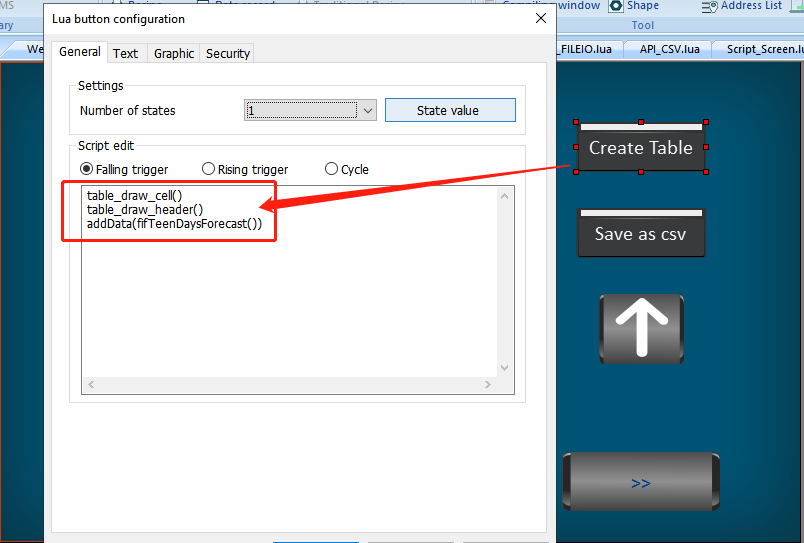 Lua button configuration
window
Shape
Address List
ary
Tool
We
_FILEIO.lua
API_CSV.lua
Script_Screen.lu
General
Text
Graphic
Security
Settings
Number of states
1
State value
Script edit
Falling trigger
Rising trigger
Cycle
table_draw_cell()
table_draw_header()
addData(fifTeenDaysForecast())
Create Table
Save as csv
>>